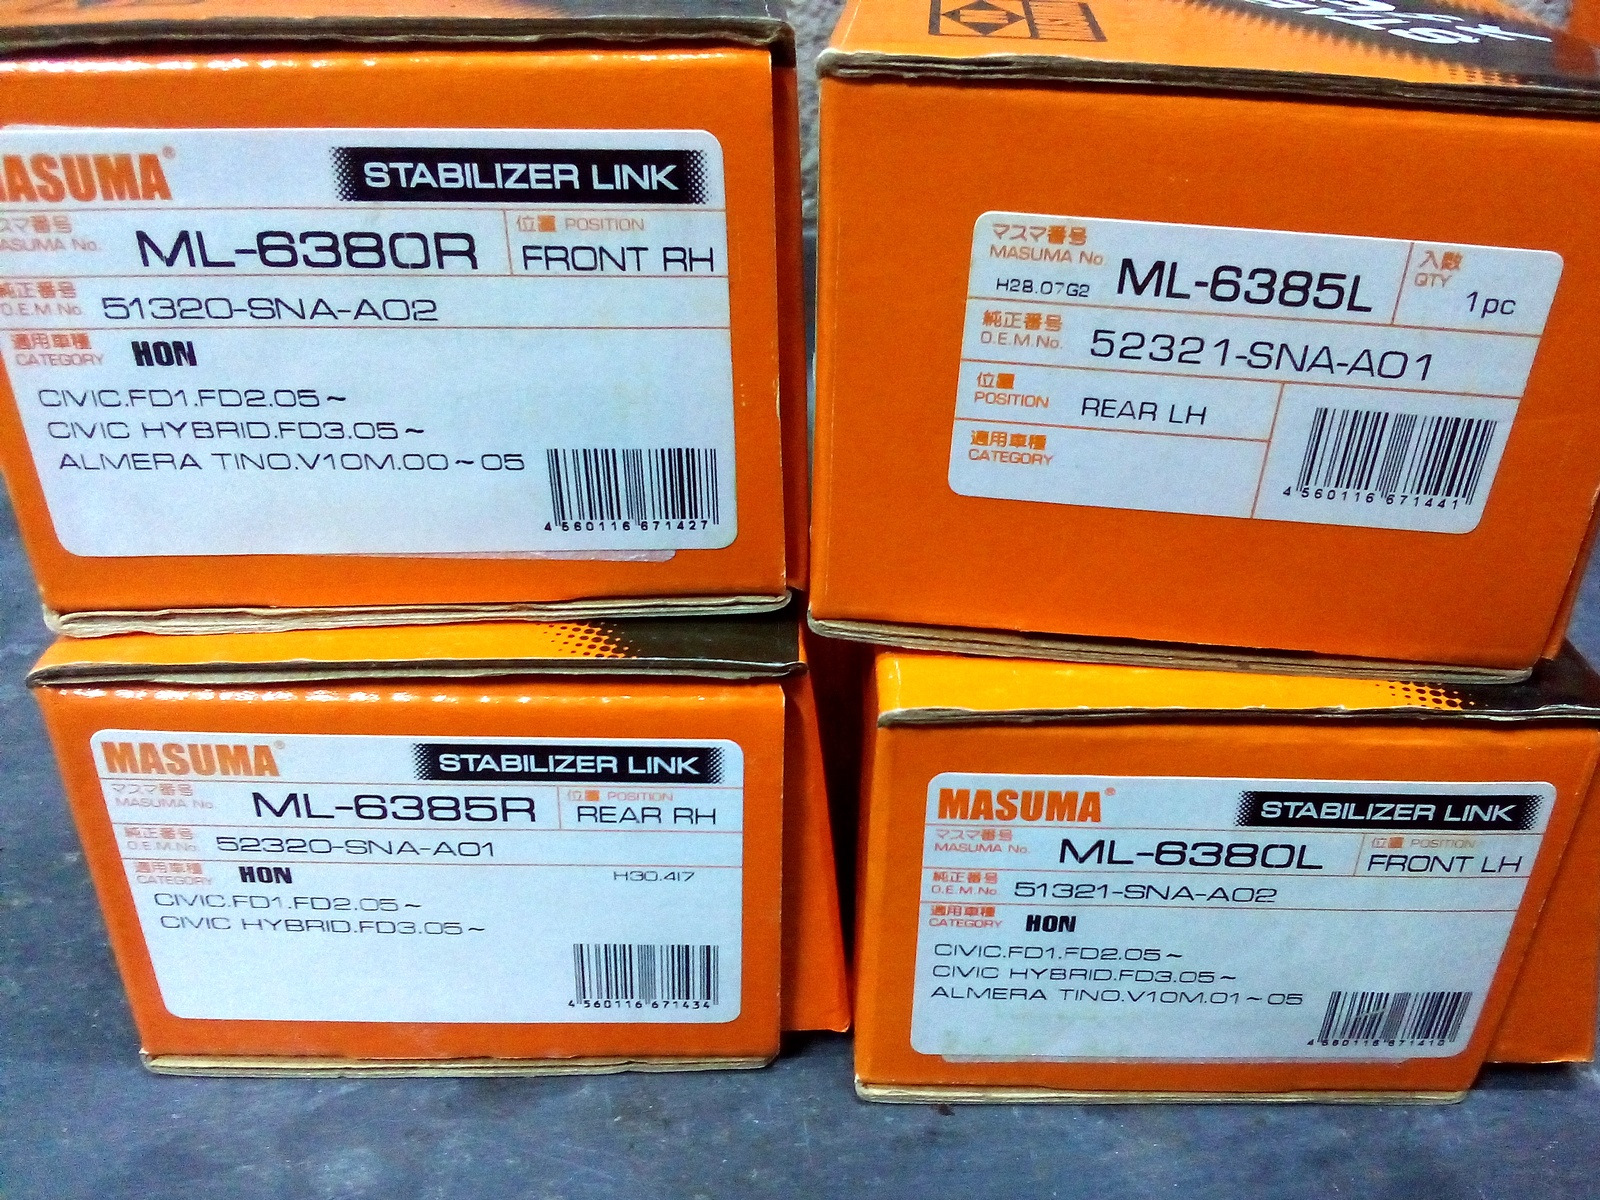 MASUMA®
STABILIZER LINK
マスマ番号
MASUMA No.
ML-6380R
位置 POSITION
FRONT RH
純正番号
O.E.M.No.
51320-SNA-A02
適用車種
CATEGORY
HON
CIVIC.FD1.FD2.05~
CIVIC HYBRID.FD3.05~
ALMERA TINO.V10M.00~05
4 560116 671427
マスマ番号
MASUMA No.
H28.07G2
ML-6385L
入数
QTY
1pc
純正番号
O.E.M.No.
52321-SNA-A01
位置
POSITION
REAR LH
適用車種
CATEGORY
4 560116 671441
MASUMA®
STABILIZER LINK
マスマ番号
MASUMA No.
ML-6385R
位置 POSITION
REAR RH
純正番号
O.E.M.No.
52320-SNA-A01
適用車種
CATEGORY
HON
H30.417
CIVIC.FD1.FD2.05~
CIVIC HYBRID.FD3.05~
4 560116 671434
MASUMA®
STABILIZER LINK
マスマ番号
MASUMA No.
ML-6380L
位置 POSITION
FRONT LH
純正番号
O.E.M.No.
51321-SNA-A02
適用車種
CATEGORY
HON
CIVIC.FD1.FD2.05~
CIVIC HYBRID.FD3.05~
ALMERA TINO.V10M.01~05
4 560116 671410